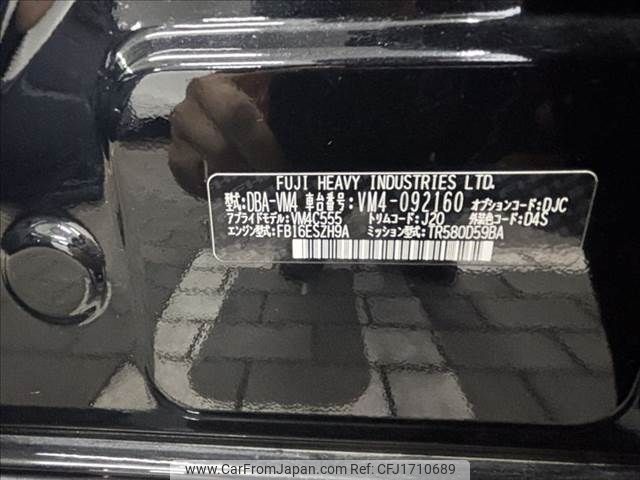 FUJI HEAVY INDUSTRIES LTD.
型式:DBA-VM4 車台番号:VM4-092160 オプションコード:DJC
アプライドモデル:VM4C555 トリムコード:J20 外装色コード:D4S
エンジン型式:FB16ESZH9A ミッション型式:TR580D59BA
www.CarFromJapan.com Photo ID: CFJ1710689